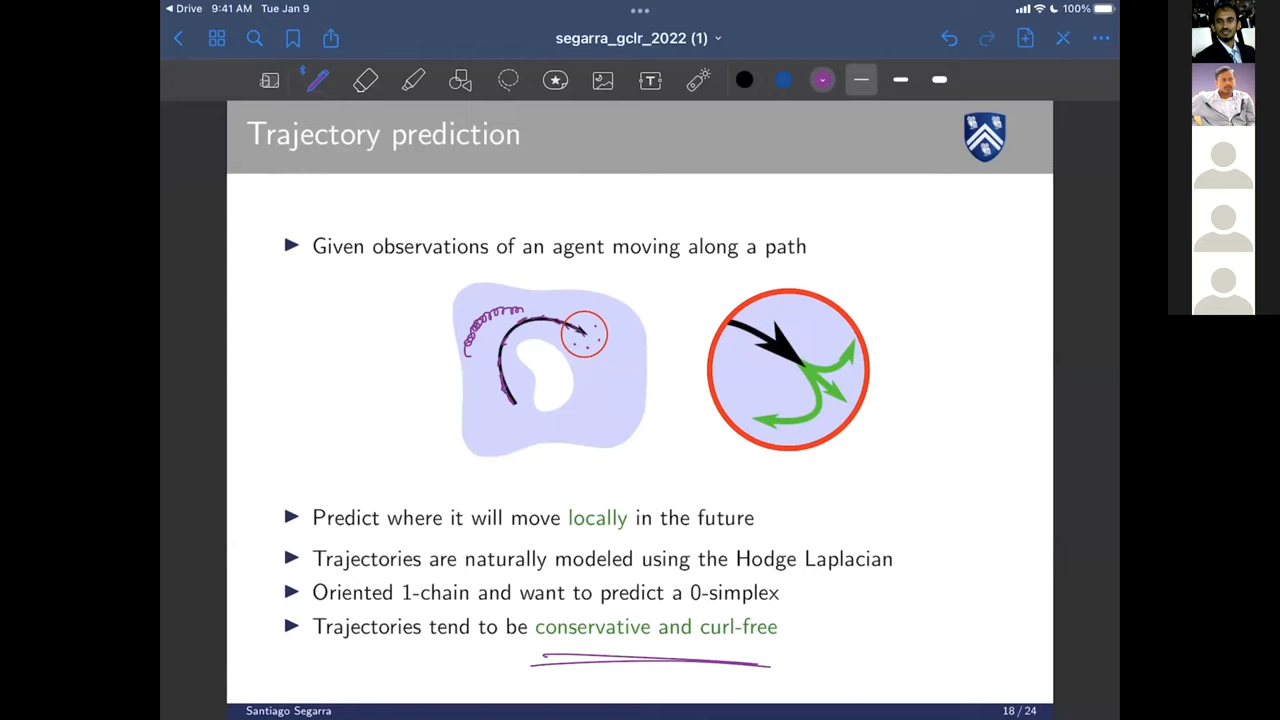 Drive 9:41 AM Tue Jan 9 100%
segarra_gclr_2022 (1)
T
Trajectory prediction
Given observations of an agent moving along a path
Predict where it will move locally in the future
Trajectories are naturally modeled using the Hodge Laplacian
Oriented 1-chain and want to predict a 0-simplex
Trajectories tend to be conservative and curl-free
Santiago Segarra 18 / 24